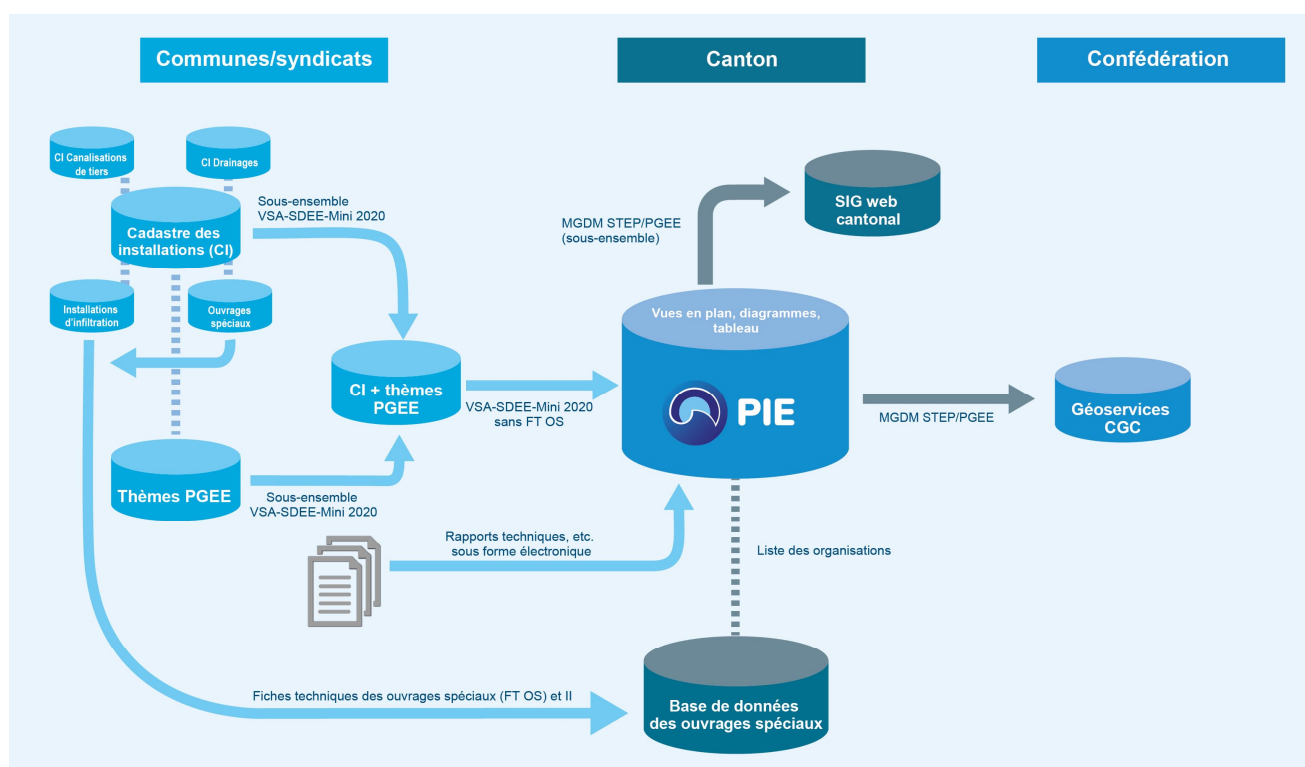 Communes/syndicats
Canton
Confédération
CI Canalisations
de tiers
CI Drainages
Cadastre des
installations (CI)
Sous-ensemble
VSA-SDEE-Mini 2020
Installations
d'infiltration
Ouvrages
spéciaux
CI + thèmes
PGEE
VSA-SDEE-Mini 2020
sans FT OS
Thèmes PGEE
Sous-ensemble
VSA-SDEE-Mini 2020
Rapports techniques, etc.
sous forme électronique
Fiches techniques des ouvrages spéciaux (FT OS) et II
MGDM STEP/PGEE
(sous-ensemble)
SIG web
cantonal
Vues en plan, diagrammes,
tableau
PIE
MGDM STEP/PGEE
Géoservices
CGC
Liste des organisations
Base de données
des ouvrages spéciaux